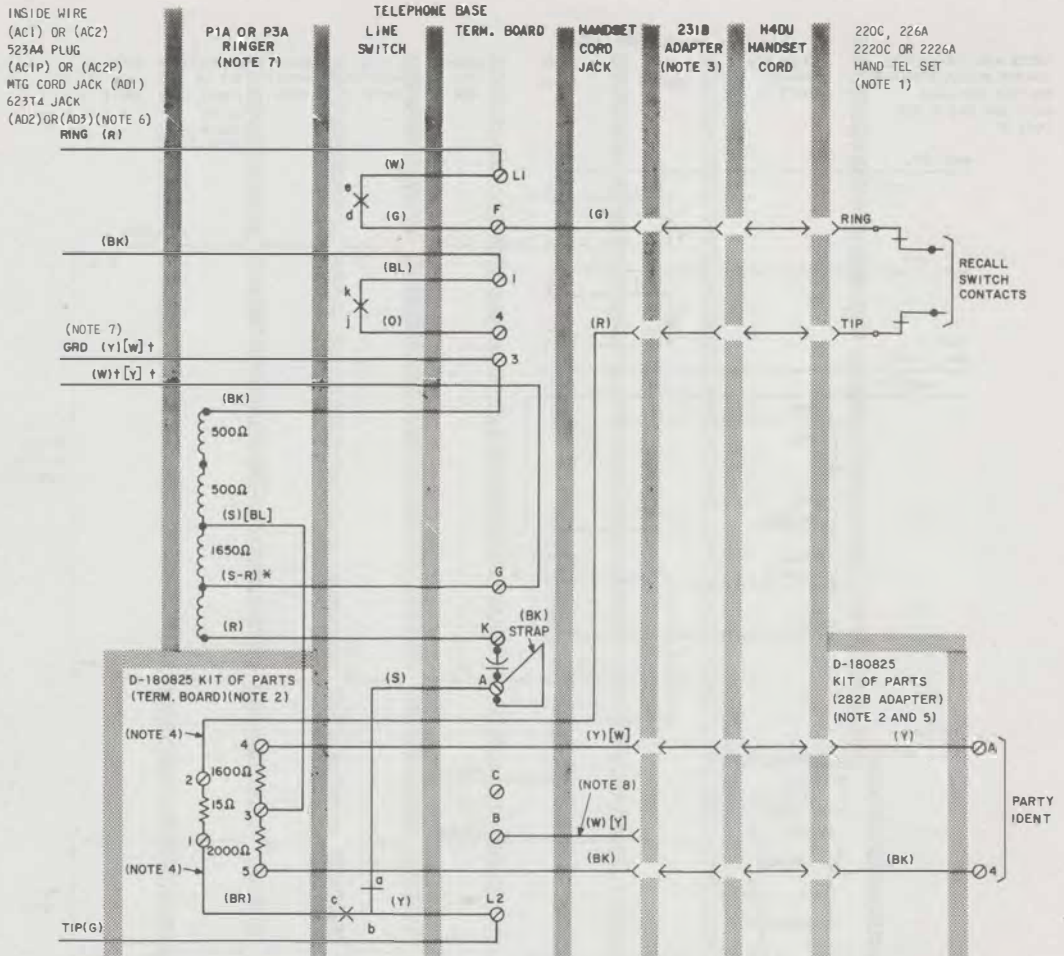 INSIDE WIRE
(AC1) OR (AC2)
523A4 PLUG
(AC1P) OR (AC2P)
MTG CORD JACK (AD1)
623T4 JACK
(AD2)OR(AD3)(NOTE 6)
P1A OR P3A
RINGER
(NOTE 7)
TELEPHONE BASE
LINE
SWITCH
TERM. BOARD
HANDSET
CORD
JACK
231B
ADAPTER
(NOTE 3)
H4DU
HANDSET
CORD
220C, 226A
2220C OR 2226A
HAND TEL SET
(NOTE 1)
RING (R)
(W)
L1
e
d
(G)
F
(G)
RING
(BK)
(BL)
1
k
j
(O)
4
(R)
TIP
RECALL
SWITCH
CONTACTS
(NOTE 7)
GRD (Y)[W] †
3
(W)†[Y] †
(BK)
500Ω
500Ω
(S)[BL]
1650Ω
(S-R) *
G
(R)
K
(BK)
STRAP
(S)
A
D-180825 KIT OF PARTS
(TERM. BOARD)(NOTE 2)
D-180825
KIT OF PARTS
(282B ADAPTER)
(NOTE 2 AND 5)
(NOTE 4)
4
(Y)[W]
(Y)
A
2
1600Ω
C
15Ω
3
(NOTE 8)
B
(W)[Y]
PARTY
IDENT
1
2000Ω
(NOTE 4)
5
(BK)
(BK)
4
a
(BR)
c
(Y)
L2
b
TIP(G)